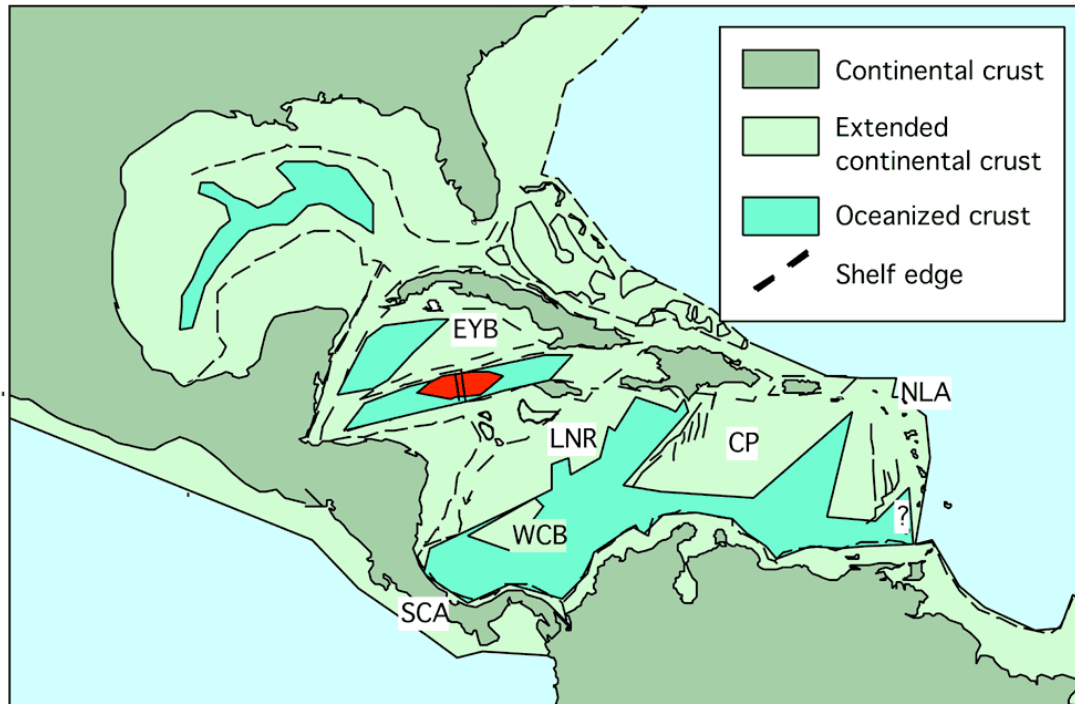 Continental crust
Extended
continental crust
Oceanized crust
Shelf edge
EYB
NLA
LNR
CP
?
WCB
SCA